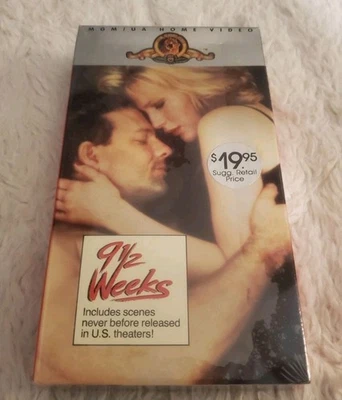 MGM/UA HOME VIDEO
$19.95
Sugg. Retail
Price
9½
Weeks
Includes scenes
never before released
in U.S. theaters!